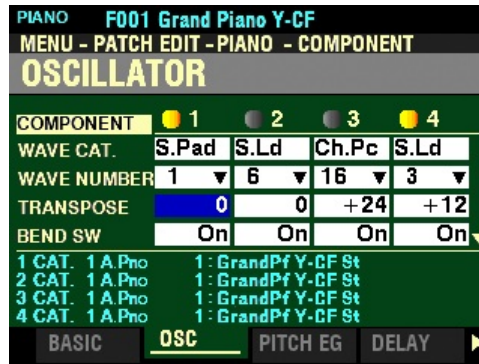 PIANO F001 Grand Piano Y-CF
MENU - PATCH EDIT - PIANO - COMPONENT
OSCILLATOR
COMPONENT 1 2 3 4
WAVE CAT. S.Pad S.Ld Ch.Pc S.Ld
WAVE NUMBER 1 ▼ 6 ▼ 16 ▼ 3 ▼
TRANSPOSE 0 0 +24 +12
BEND SW On On On On
1 CAT. 1 A.Pno 1:GrandPf Y-CF St
2 CAT. 1 A.Pno 1:GrandPf Y-CF St
3 CAT. 1 A.Pno 1:GrandPf Y-CF St
4 CAT. 1 A.Pno 1:GrandPf Y-CF St
BASIC OSC PITCH EG DELAY